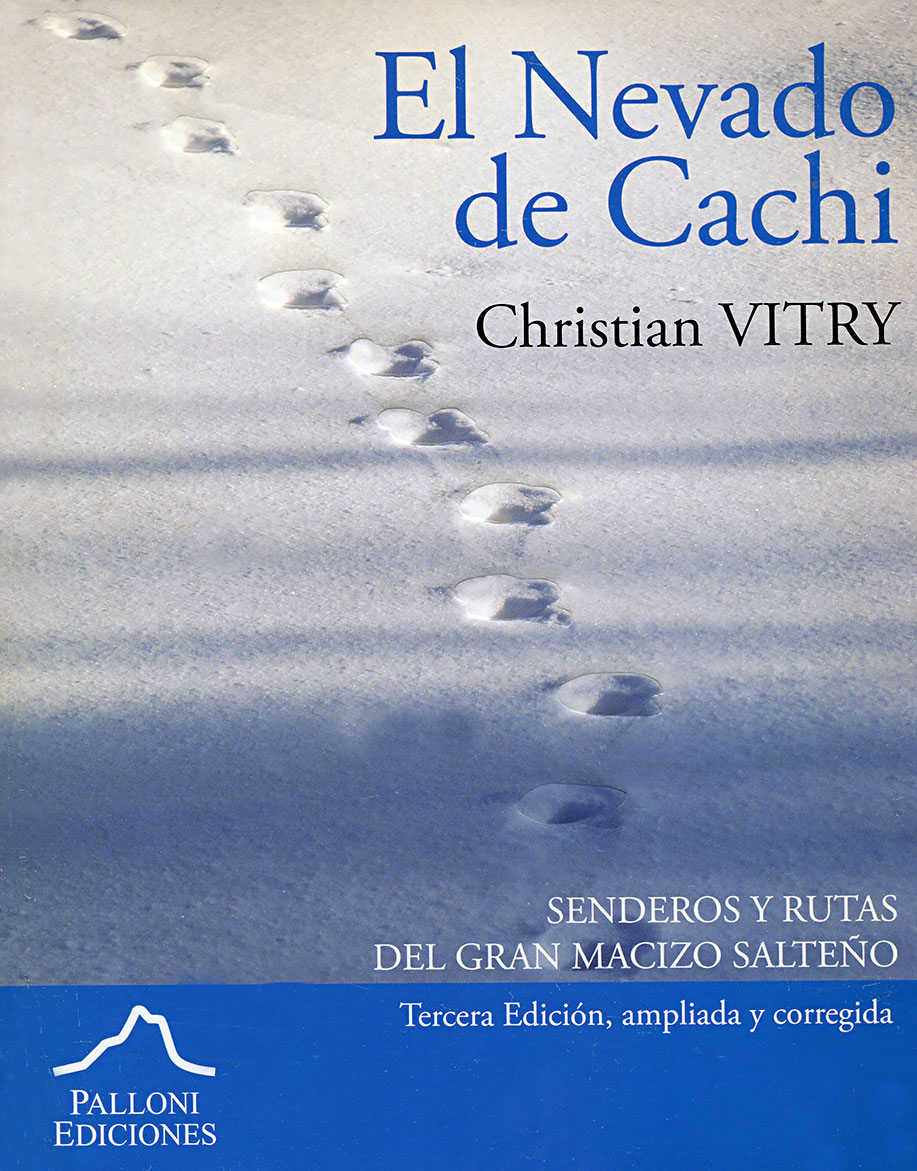 El Nevado
de Cachi
Christian VITRY
SENDEROS Y RUTAS
DEL GRAN MACIZO SALTEÑO
Tercera Edición, ampliada y corregida
PALLONI
EDICIONES